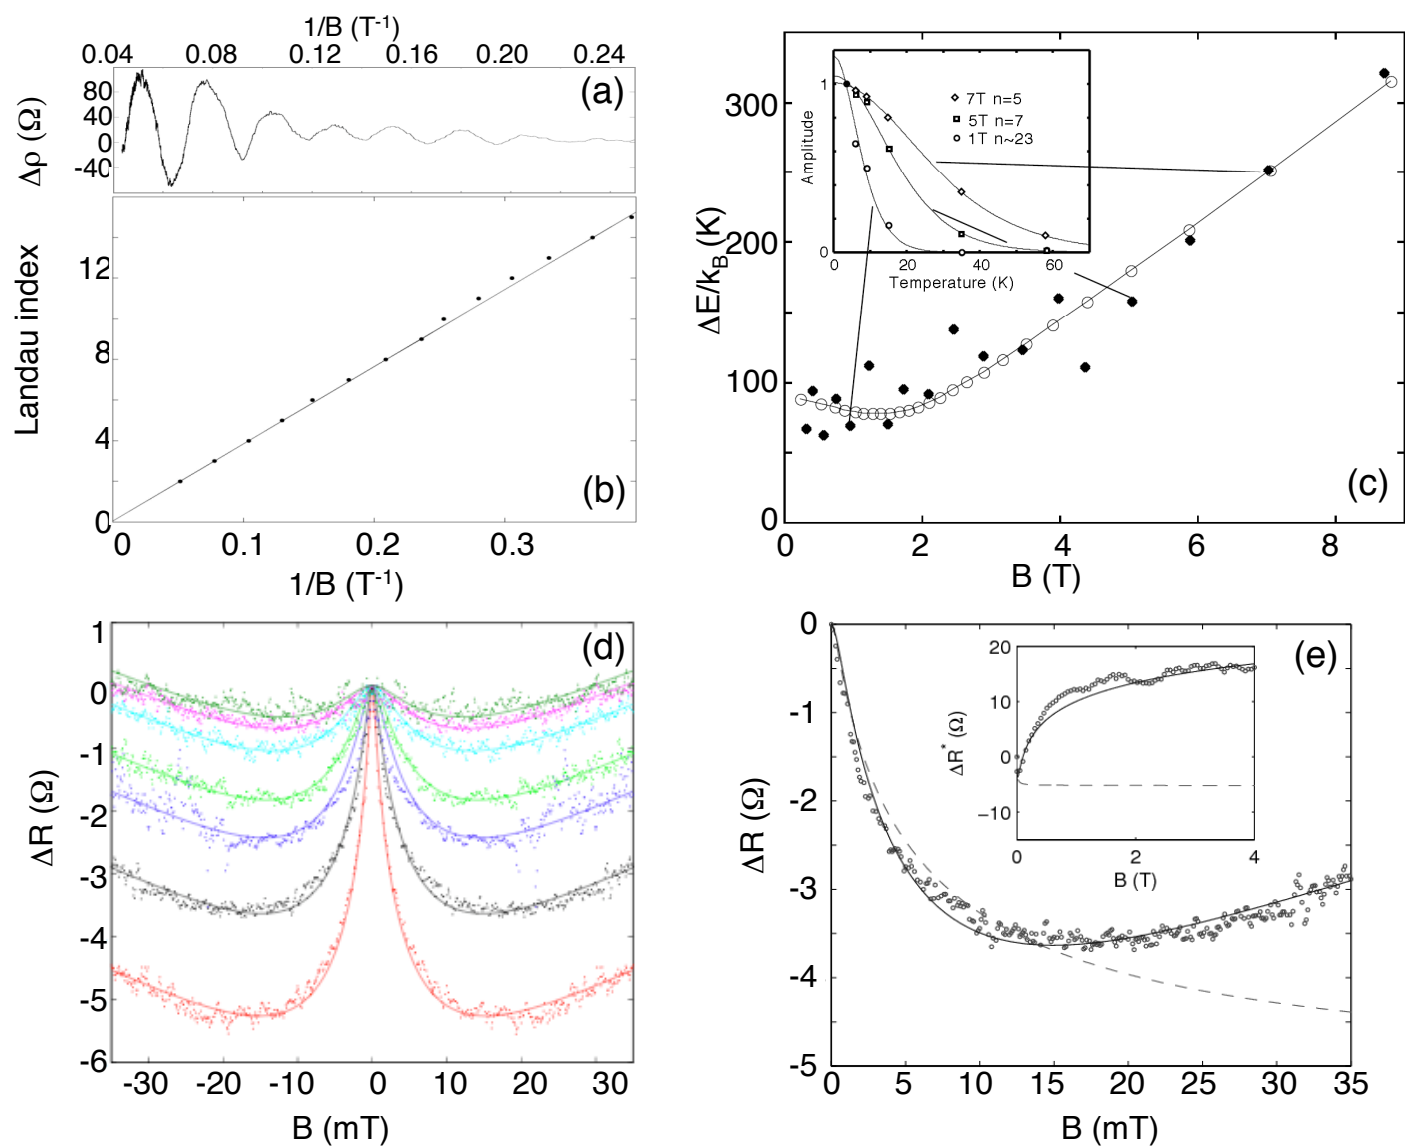 1/B (T⁻¹)
0.04 0.08 0.12 0.16 0.20 0.24
(a)
80
40
0
-40
Δρ (Ω)
Landau index
12
8
4
0
(b)
0 0.1 0.2 0.3
1/B (T⁻¹)
ΔE/k_B (K)
300
200
100
0
0 2 4 6 8
B (T)
(c)
Amplitude
1
0
7T n=5
5T n=7
1T n~23
0 20 40 60
Temperature (K)
(d)
ΔR (Ω)
1
0
-1
-2
-3
-4
-5
-6
-30 -20 -10 0 10 20 30
B (mT)
(e)
ΔR (Ω)
0
-1
-2
-3
-4
-5
0 5 10 15 20 25 30 35
B (mT)
ΔR* (Ω)
20
10
0
−10
0 2 4
B (T)